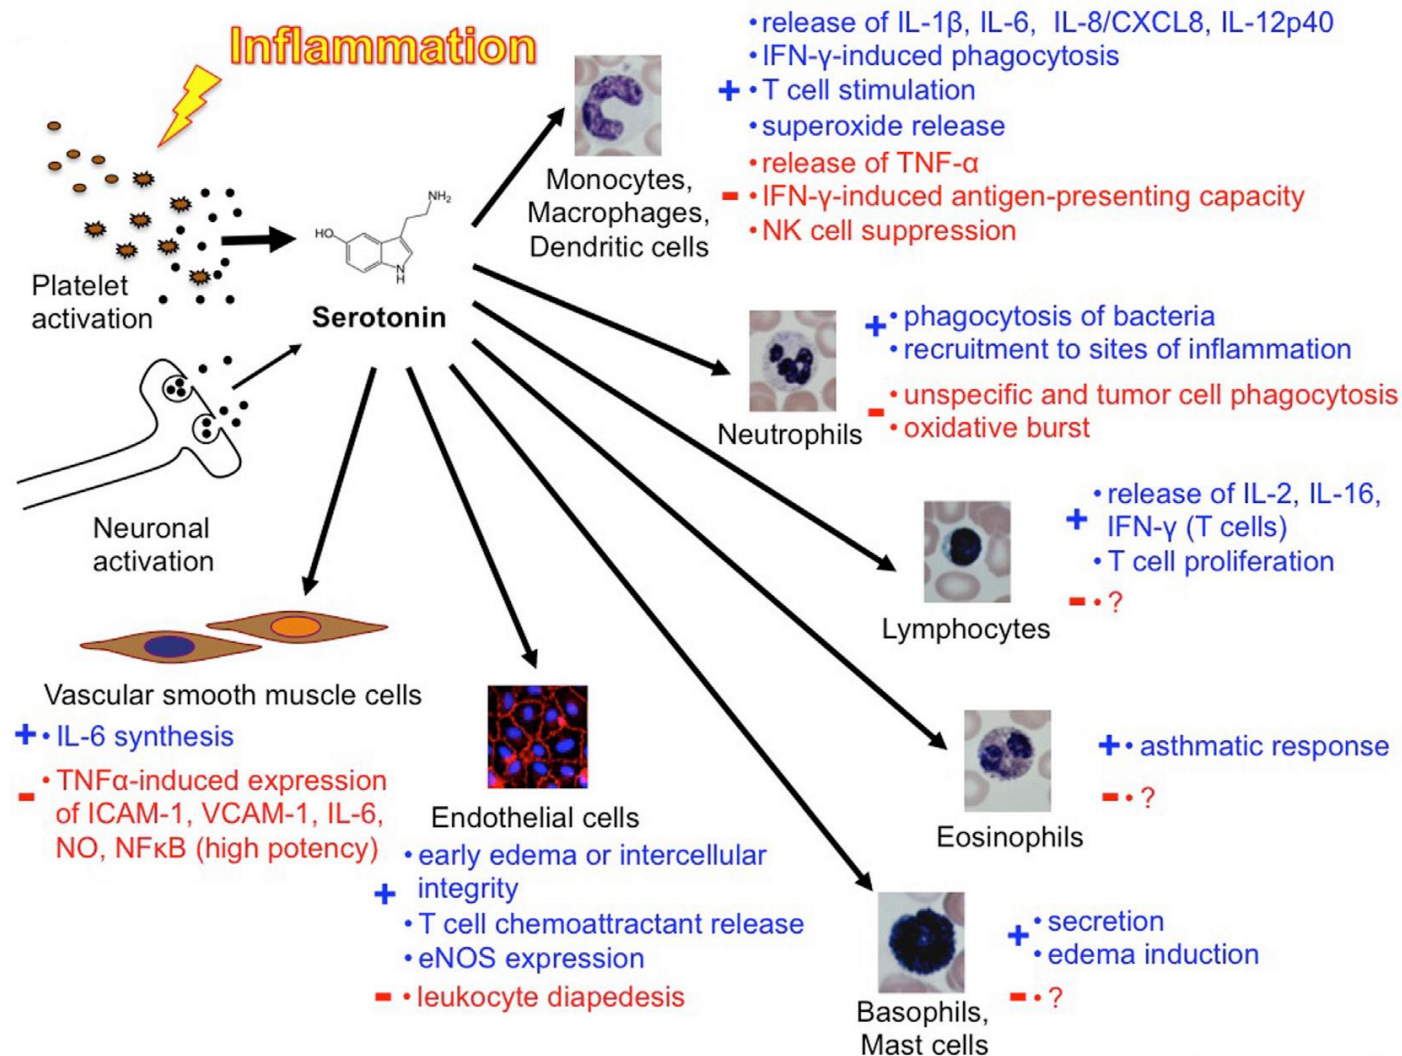 Inflammation
Platelet
activation
HO
NH₂
N
H
Serotonin
Neuronal
activation
Monocytes,
Macrophages,
Dendritic cells
+
• release of IL-1β, IL-6, IL-8/CXCL8, IL-12p40
• IFN-γ-induced phagocytosis
• T cell stimulation
• superoxide release
-
• release of TNF-α
• IFN-γ-induced antigen-presenting capacity
• NK cell suppression
Neutrophils
+
• phagocytosis of bacteria
• recruitment to sites of inflammation
-
• unspecific and tumor cell phagocytosis
• oxidative burst
Lymphocytes
+
• release of IL-2, IL-16,
IFN-γ (T cells)
• T cell proliferation
- • ?
Eosinophils
+ • asthmatic response
- • ?
Basophils,
Mast cells
+
• secretion
• edema induction
- • ?
Endothelial cells
+
• early edema or intercellular
integrity
• T cell chemoattractant release
• eNOS expression
- • leukocyte diapedesis
Vascular smooth muscle cells
+ • IL-6 synthesis
-
• TNFα-induced expression
of ICAM-1, VCAM-1, IL-6,
NO, NFκB (high potency)